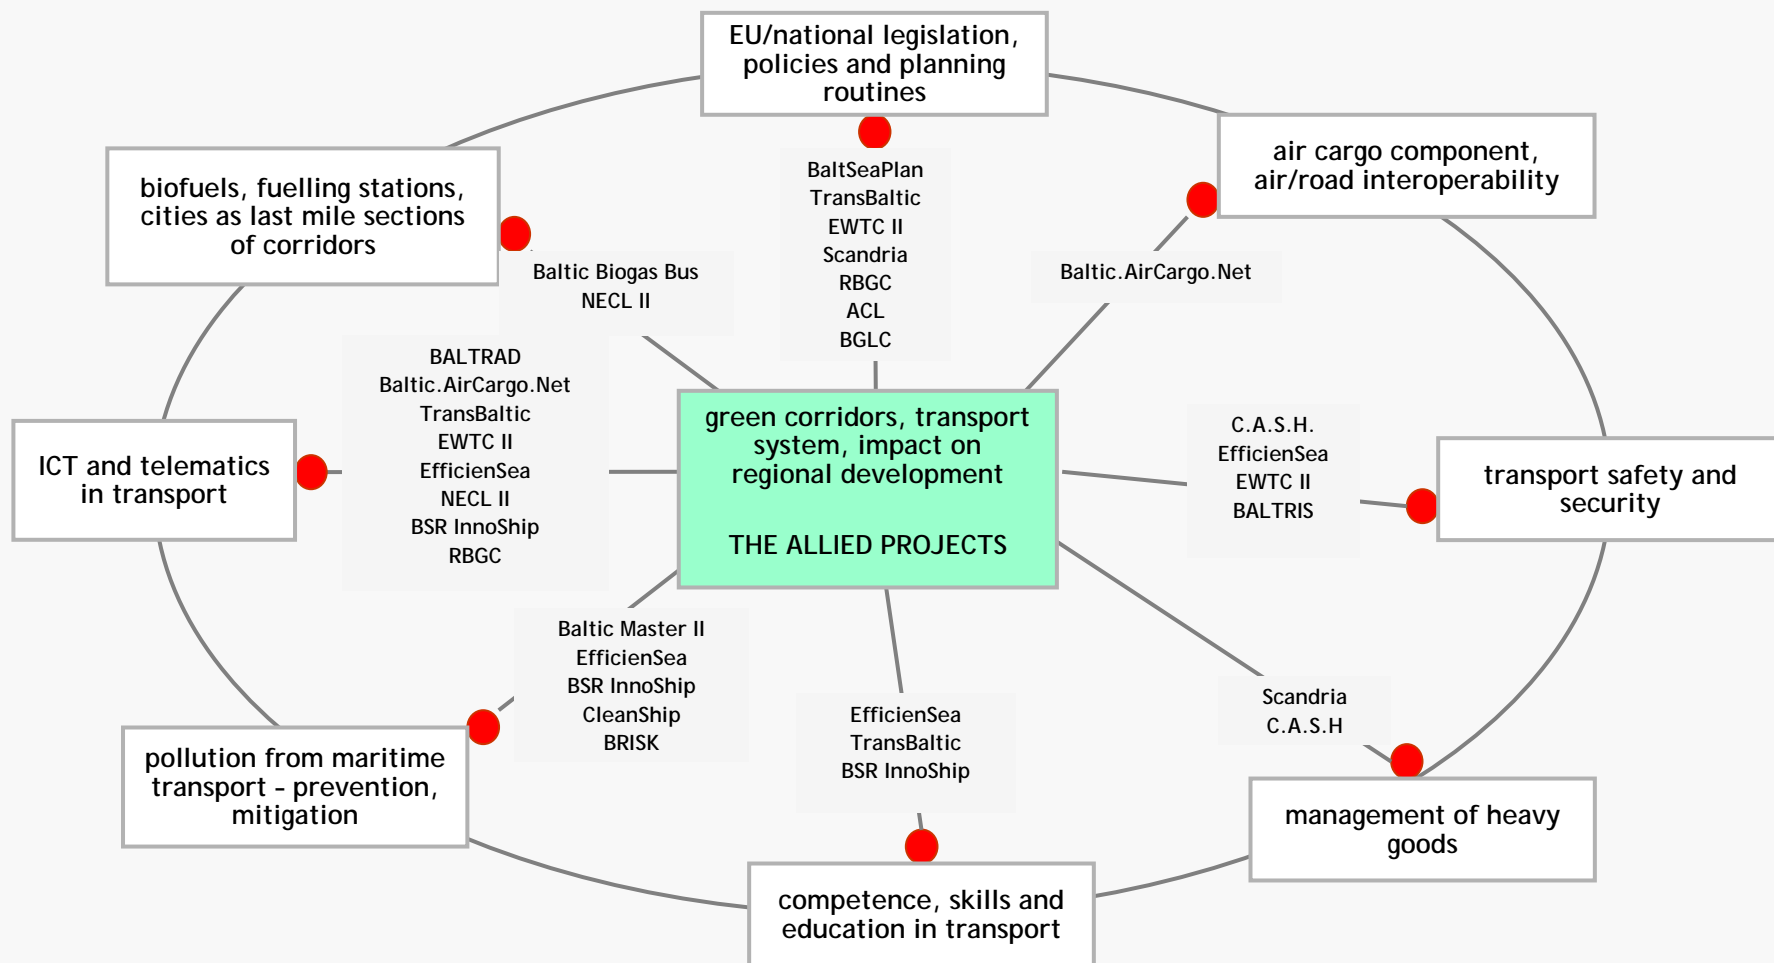 EU/national legislation,
policies and planning
routines
air cargo component,
air/road interoperability
biofuels, fuelling stations,
cities as last mile sections
of corridors
BaltSeaPlan
TransBaltic
EWTC II
Scandria
RBGC
ACL
BGLC
Baltic.AirCargo.Net
Baltic Biogas Bus
NECL II
BALTRAD
Baltic.AirCargo.Net
TransBaltic
EWTC II
EfficienSea
NECL II
BSR InnoShip
RBGC
green corridors, transport
system, impact on
regional development
THE ALLIED PROJECTS
C.A.S.H.
EfficienSea
EWTC II
BALTRIS
ICT and telematics
in transport
transport safety and
security
Baltic Master II
EfficienSea
BSR InnoShip
CleanShip
BRISK
EfficienSea
TransBaltic
BSR InnoShip
Scandria
C.A.S.H
pollution from maritime
transport - prevention,
mitigation
management of heavy
goods
competence, skills and
education in transport